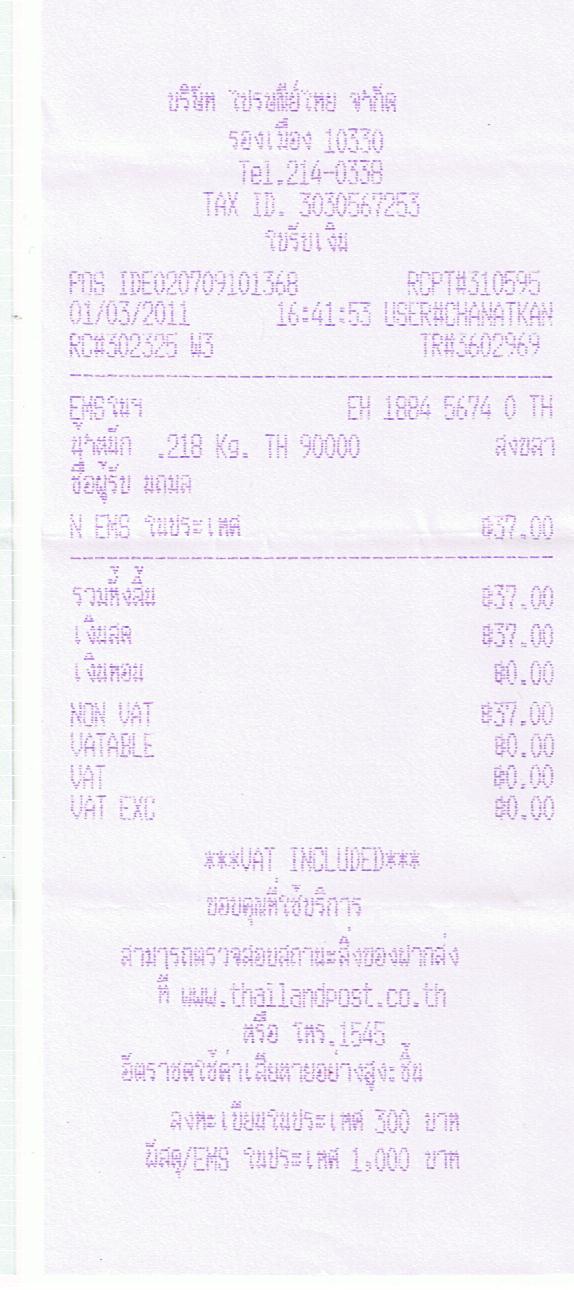 บริษัท ไปรษณีย์ไทย จำกัด
รองเมือง 10330
Tel.214-0338
TAX ID. 3030567253
ใบรับเงิน
POS IDE020709101368 RCPT#310595
01/03/2011 16:41:53 USER#CHANATKAN
RC#302325 W3 TR#3602969
EMSในฯ EH 1884 5674 0 TH
น้ำหนัก .218 Kg. TH 90000 สงขลา
ชื่อผู้รับ นฤมล
N EMS ในประเทศ ฿37.00
รวมทั้งสิ้น ฿37.00
เงินสด ฿37.00
เงินทอน ฿0.00
NON VAT ฿37.00
VATABLE ฿0.00
VAT ฿0.00
VAT EXC ฿0.00
***VAT INCLUDED***
ขอบคุณที่ใช้บริการ
สามารถตรวจสอบสถานะสิ่งของฝากส่ง
ที่ www.thailandpost.co.th
หรือ โทร.1545
อัตราชดใช้ค่าเสียหายอย่างสูง:ชิ้น
ลงทะเบียนในประเทศ 300 บาท
พัสดุ/EMS ในประเทศ 1,000 บาท